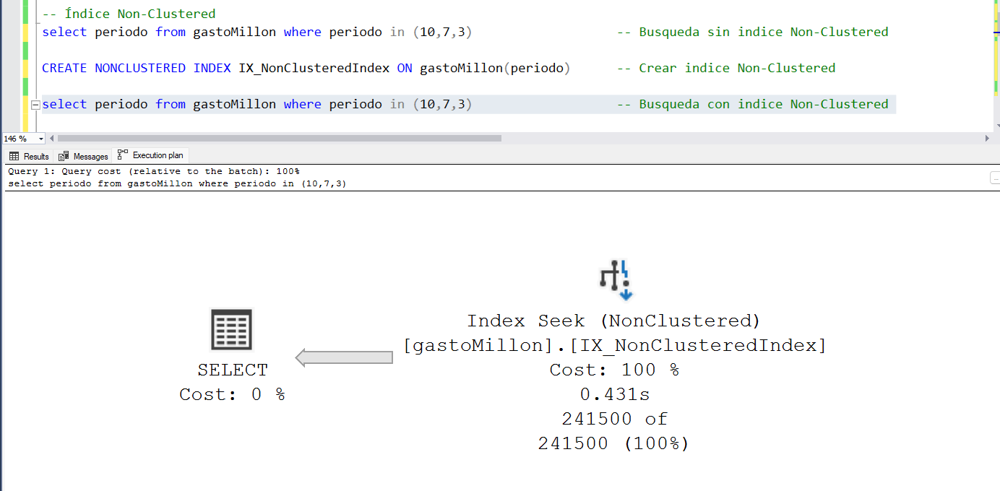 -- Índice Non-Clustered
select periodo from gastoMillon where periodo in (10,7,3) -- Busqueda sin indice Non-Clustered
CREATE NONCLUSTERED INDEX IX_NonClusteredIndex ON gastoMillon(periodo) -- Crear indice Non-Clustered
select periodo from gastoMillon where periodo in (10,7,3) -- Busqueda con indice Non-Clustered
146 %
Results Messages Execution plan
Query 1: Query cost (relative to the batch): 100%
select periodo from gastoMillon where periodo in (10,7,3)
SELECT
Cost: 0 %
Index Seek (NonClustered)
[gastoMillon].[IX_NonClusteredIndex]
Cost: 100 %
0.431s
241500 of
241500 (100%)